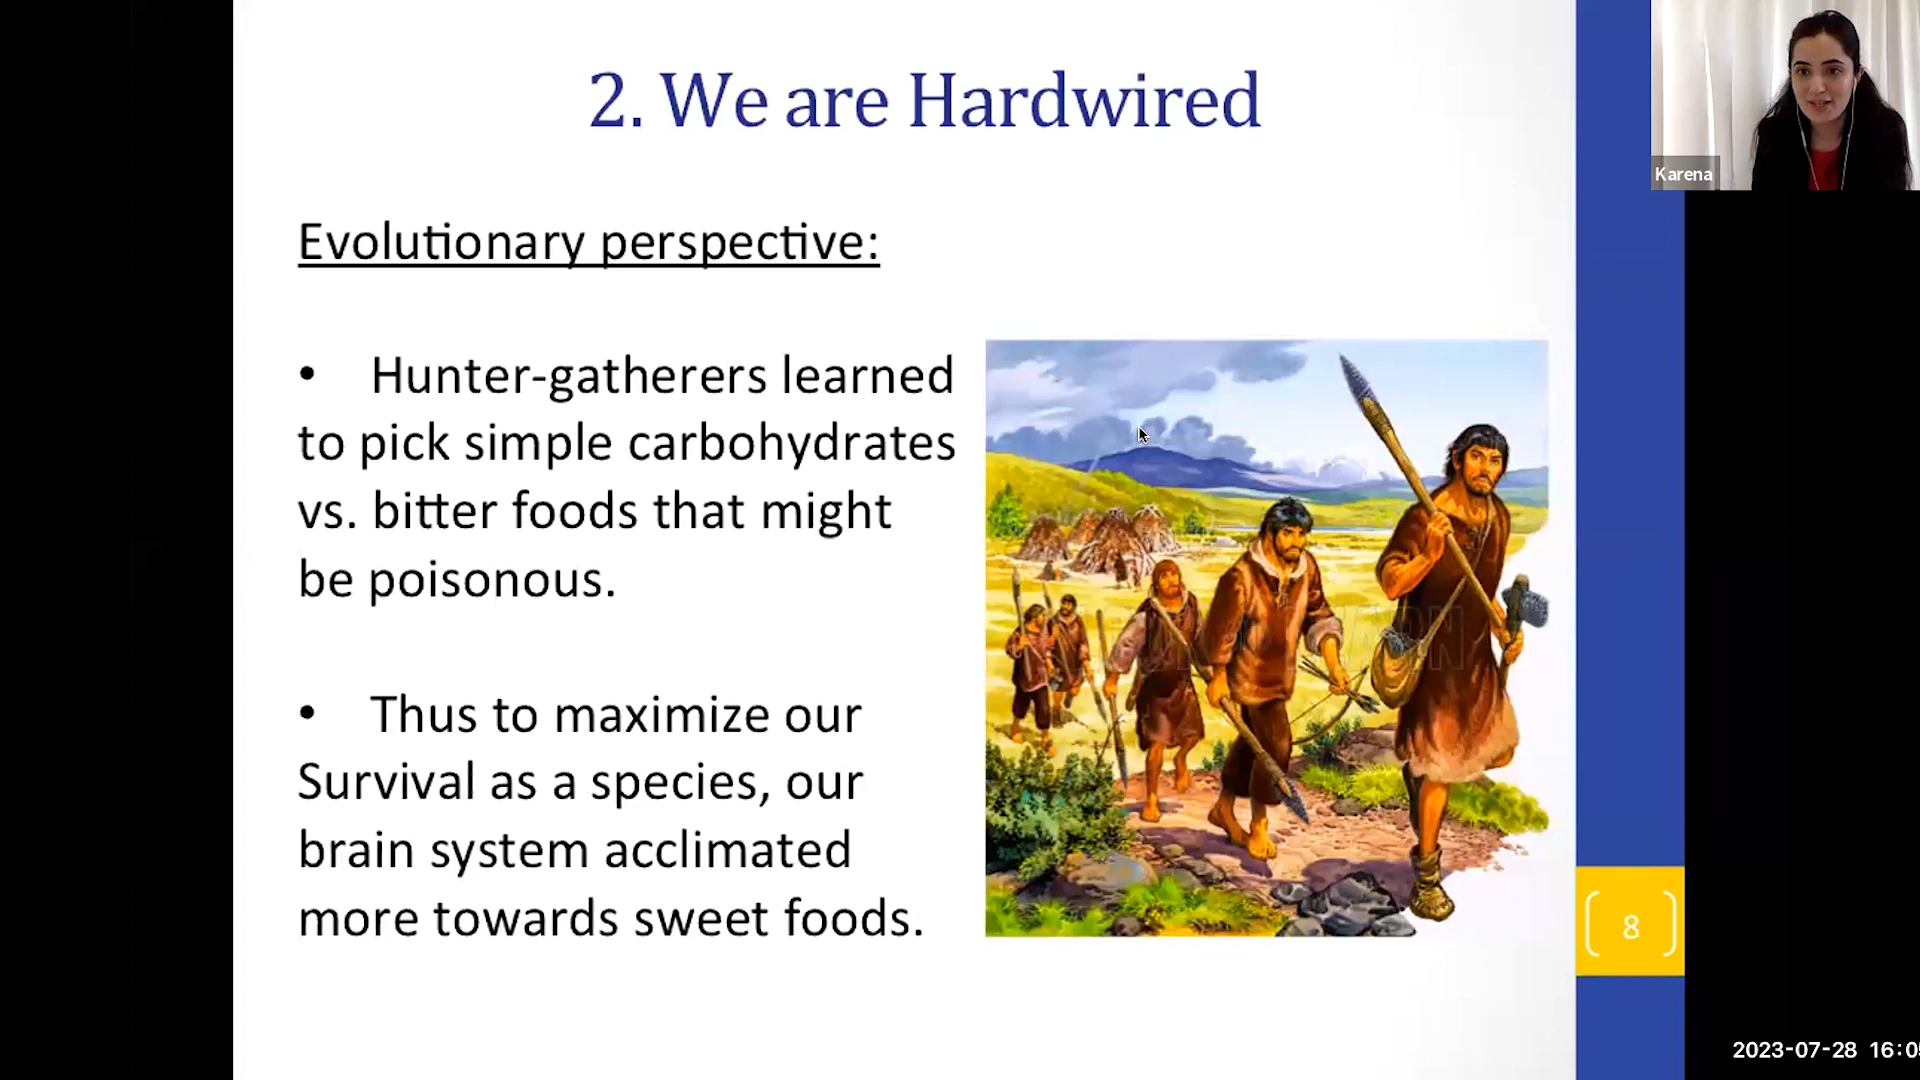 2. We are Hardwired
Karena
Evolutionary perspective:
• Hunter-gatherers learned
to pick simple carbohydrates
vs. bitter foods that might
be poisonous.
• Thus to maximize our
Survival as a species, our
brain system acclimated
more towards sweet foods.
8
2023-07-28 16:05